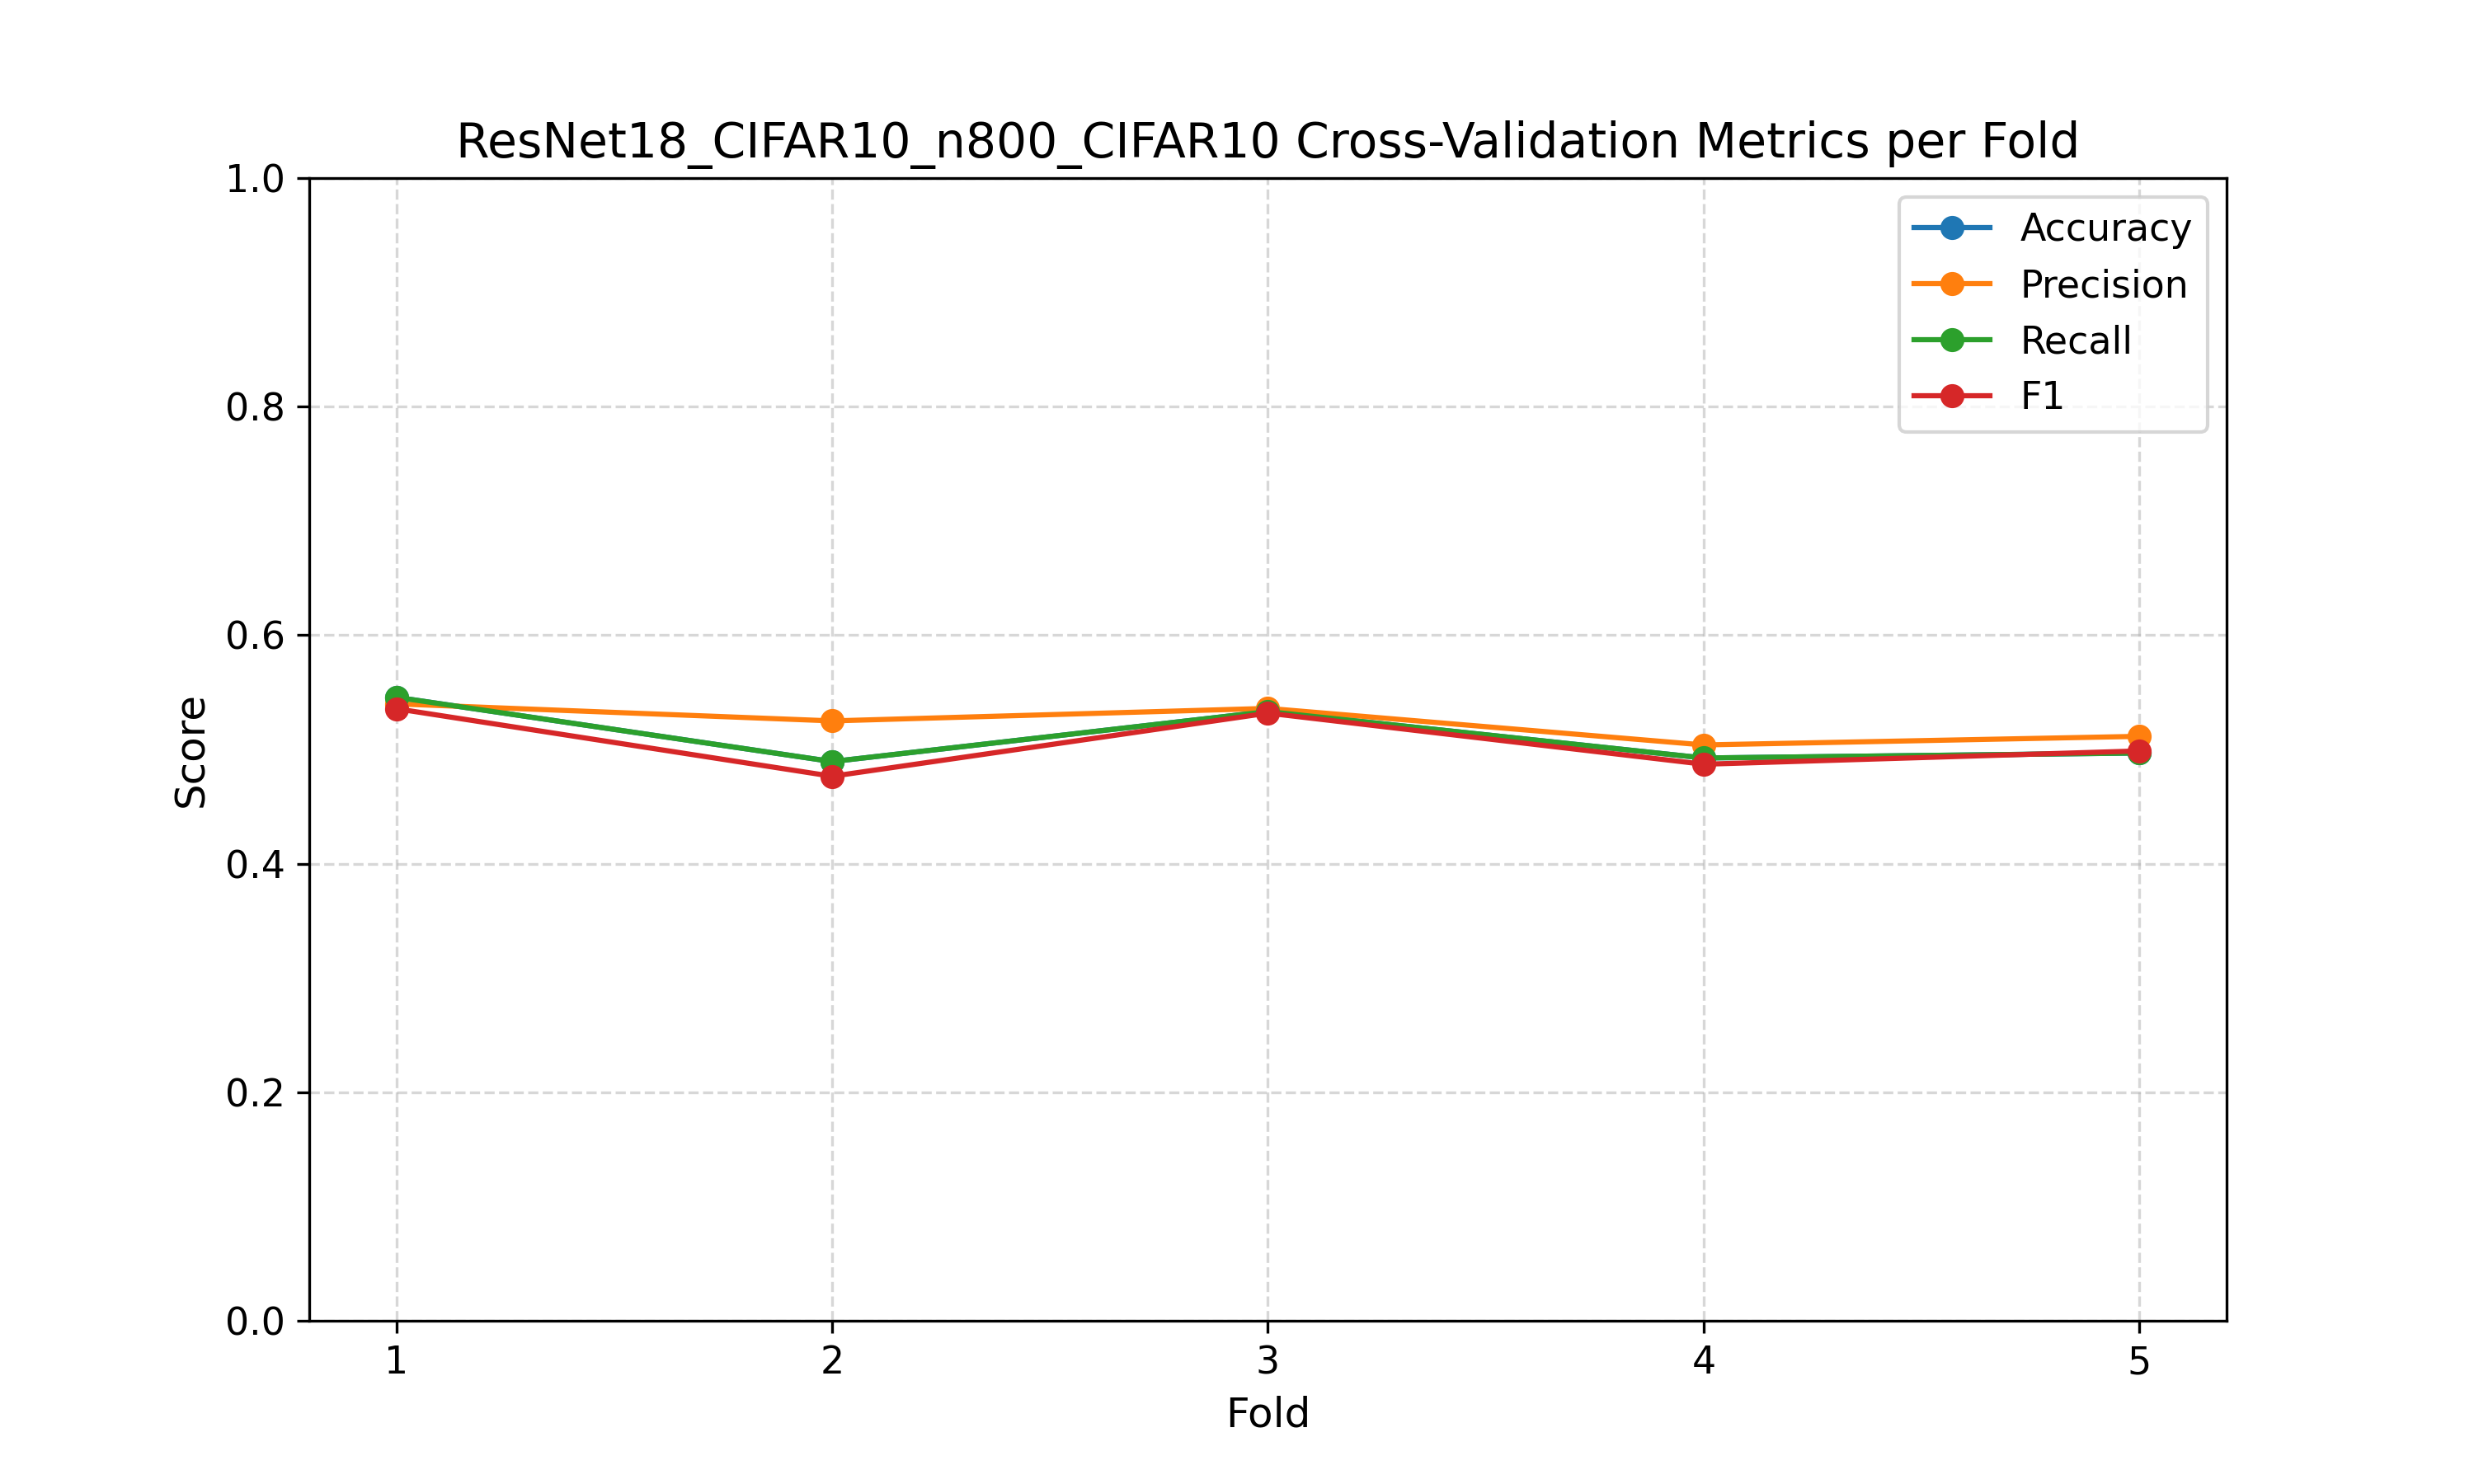 ResNet18_CIFAR10_n800_CIFAR10 Cross-Validation Metrics per Fold
1.0
0.8
0.6
0.4
0.2
0.0
Score
Accuracy
Precision
Recall
F1
1 2 3 4 5
Fold